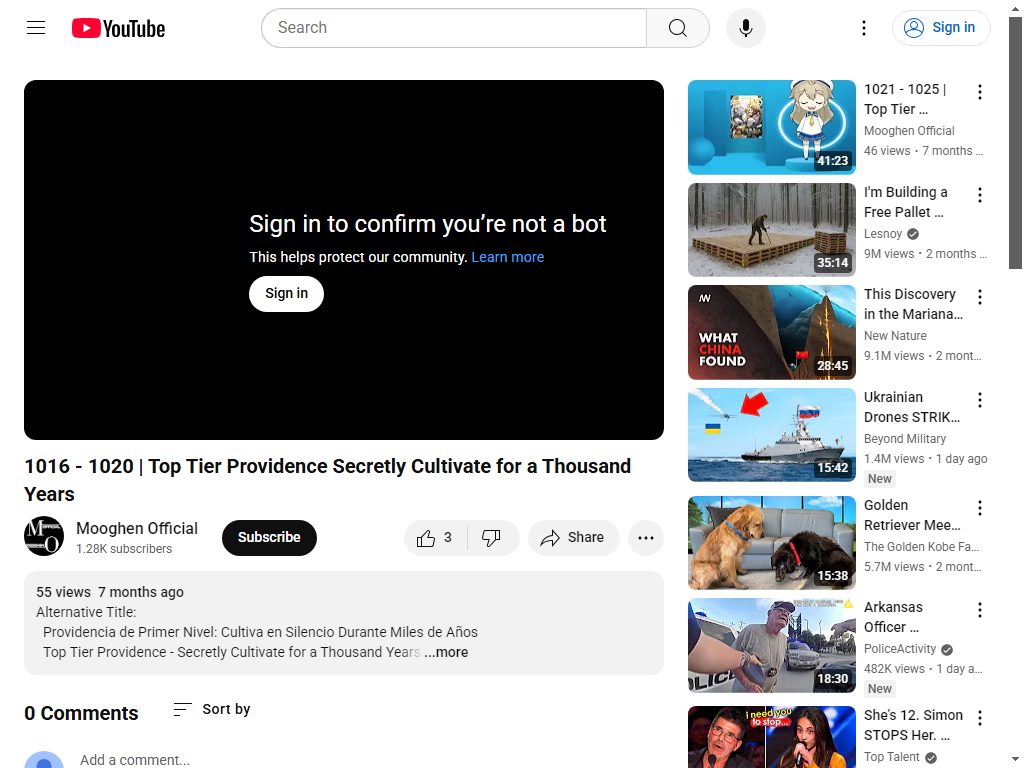 YouTube
Search
Sign in
Sign in to confirm you’re not a bot
This helps protect our community. Learn more
Sign in
1016 - 1020 | Top Tier Providence Secretly Cultivate for a Thousand
Years
Mooghen Official
1.28K subscribers
Subscribe
3
Share
55 views 7 months ago
Alternative Title:
Providencia de Primer Nivel: Cultiva en Silencio Durante Miles de Años
Top Tier Providence - Secretly Cultivate for a Thousand Years ...more
0 Comments
Sort by
Add a comment...
41:23
1021 - 1025 |
Top Tier ...
Mooghen Official
46 views • 7 months ...
35:14
I'm Building a
Free Pallet ...
Lesnoy
9M views • 2 months ...
WHAT
CHINA
FOUND
28:45
This Discovery
in the Mariana...
New Nature
9.1M views • 2 mont...
15:42
Ukrainian
Drones STRIK...
Beyond Military
1.4M views • 1 day ago
New
15:38
Golden
Retriever Mee...
The Golden Kobe Fa...
5.7M views • 2 mont...
18:30
Arkansas
Officer ...
PoliceActivity
482K views • 1 day a...
New
i need you
to stop...
She's 12. Simon
STOPS Her. ...
Top Talent